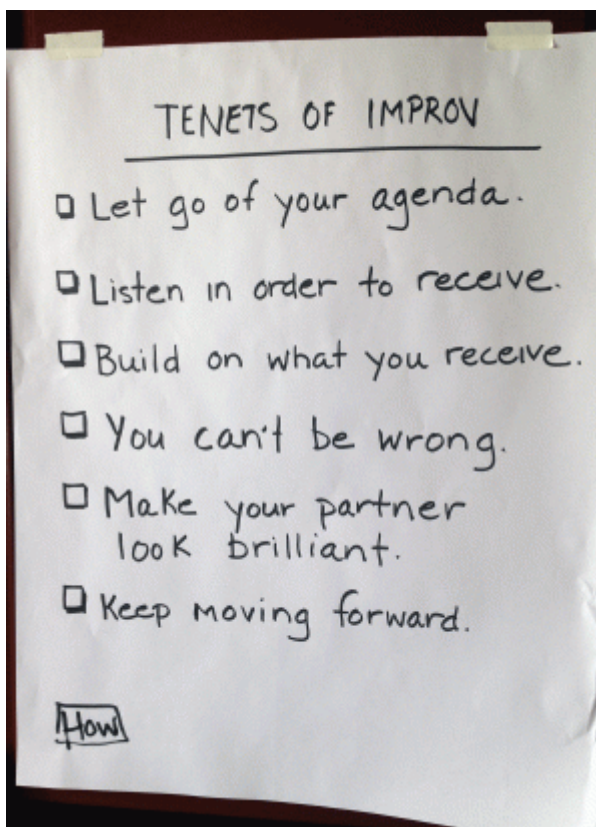 TENETS OF IMPROV
Let go of your agenda.
Listen in order to receive.
Build on what you receive.
You can't be wrong.
Make your partner
look brilliant.
Keep moving forward.
How